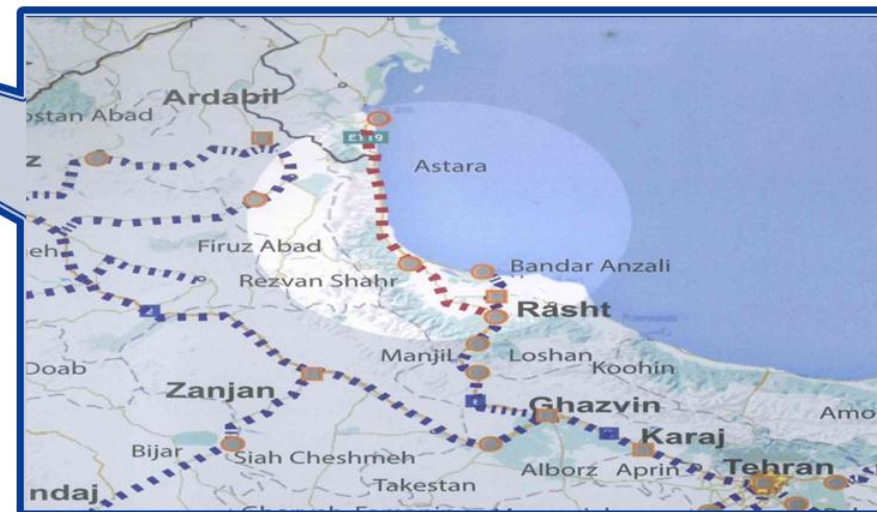 Ardabil
ostan Abad
z
Astara
Firuz Abad
eh
Bandar Anzali
Rezvan Shahr
Rasht
Manjil
Loshan
Doab
Koohin
Zanjan
Ghazvin
Amo
Karaj
Bijar
Siah Cheshmeh
Alborz
Aprin
Tehran
Takestan
ndaj